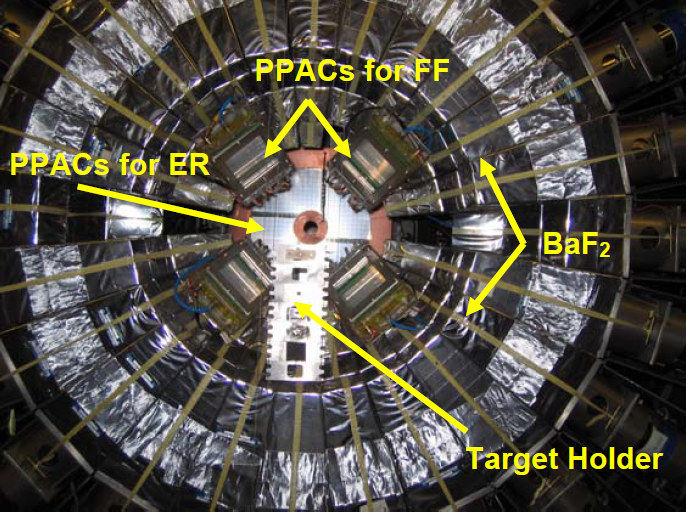 PPACs for FF
PPACs for ER
BaF₂
Target Holder